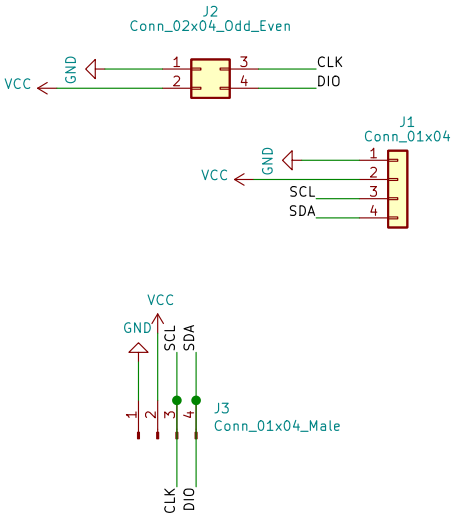 J2
Conn_02x04_Odd_Even
GND
1
3
CLK
VCC
2
4
DIO
J1
Conn_01x04
GND
1
VCC
2
SCL
3
SDA
4
VCC
GND
SCL
SDA
1
2
3
4
J3
Conn_01x04_Male
CLK
DIO